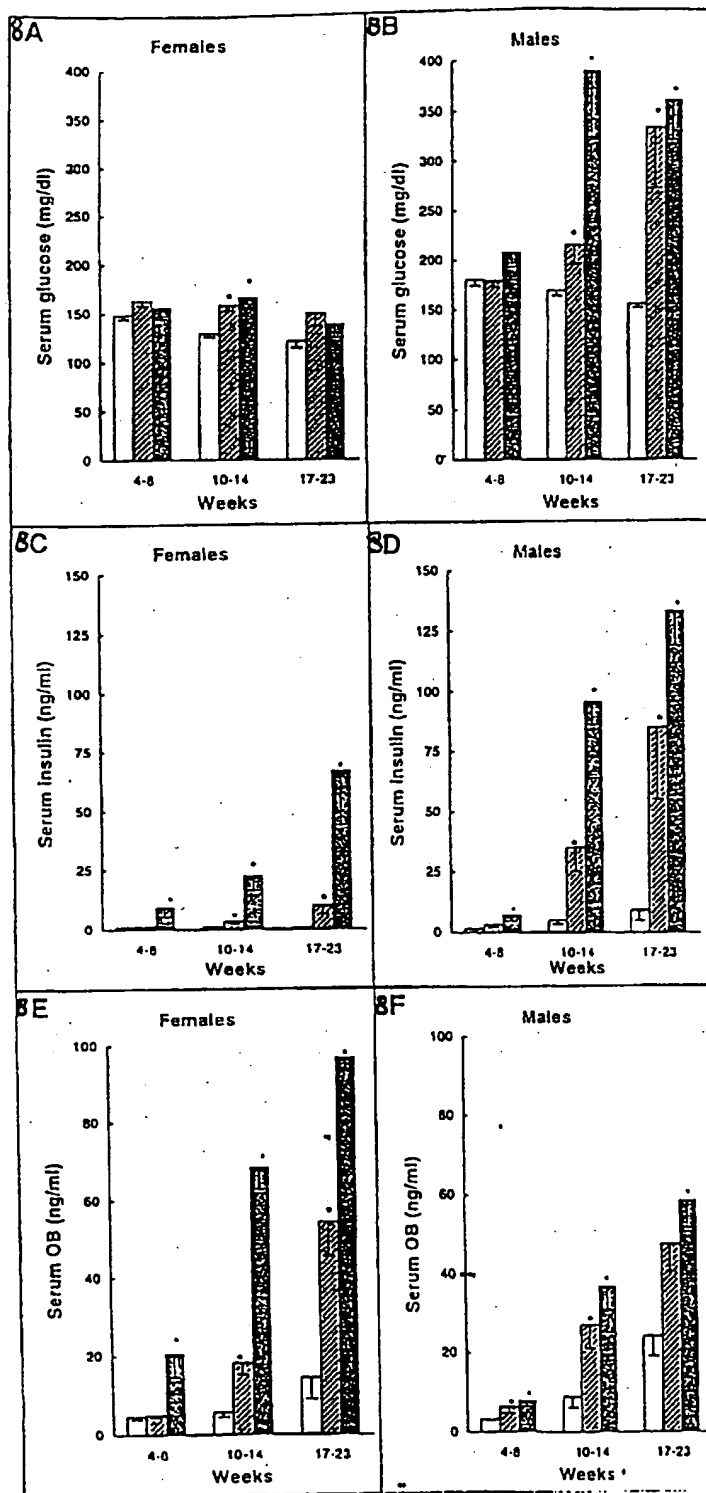 8A
Females
400
350
300
250
200
150
100
50
0
Serum glucose (mg/dl)
4-8
10-14
17-23
Weeks
8B
Males
400
350
300
250
200
150
100
50
0
Serum glucose (mg/dl)
4-8
10-14
17-23
Weeks
8C
Females
150
125
100
75
50
25
0
Serum Insulin (ng/ml)
4-8
10-14
17-23
Weeks
8D
Males
150
125
100
75
50
25
0
Serum Insulin (ng/ml)
4-8
10-14
17-23
Weeks
8E
Females
100
80
60
40
20
0
Serum OB (ng/ml)
4-8
10-14
17-23
Weeks
8F
Males
100
80
60
40
20
0
Serum OB (ng/ml)
4-8
10-14
17-23
Weeks